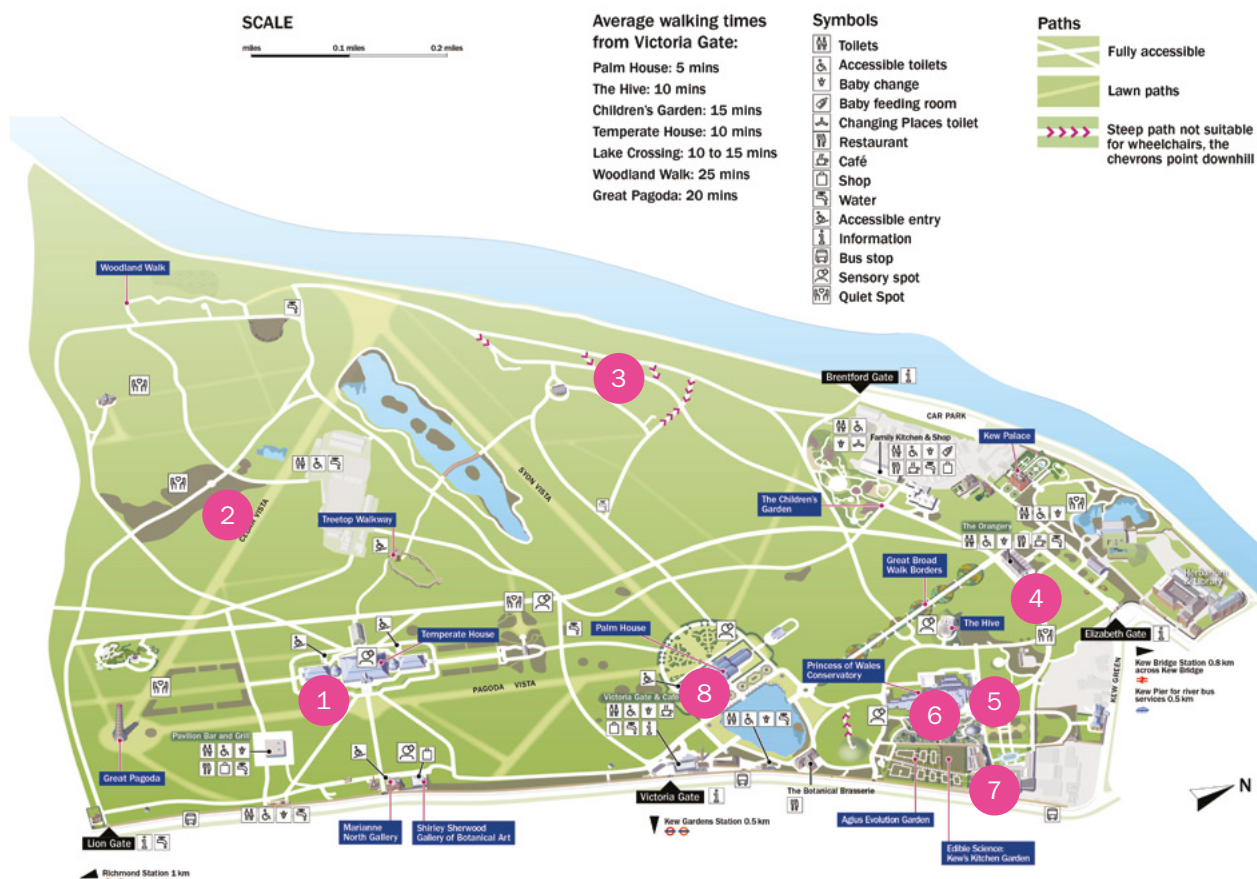 SCALE
miles 0.1 miles 0.2 miles
Average walking times
from Victoria Gate:
Palm House: 5 mins
The Hive: 10 mins
Children's Garden: 15 mins
Temperate House: 10 mins
Lake Crossing: 10 to 15 mins
Woodland Walk: 25 mins
Great Pagoda: 20 mins
Symbols
Toilets
Accessible toilets
Baby change
Baby feeding room
Changing Places toilet
Restaurant
Café
Shop
Water
Accessible entry
Information
Bus stop
Sensory spot
Quiet Spot
Paths
Fully accessible
Lawn paths
Steep path not suitable
for wheelchairs, the
chevrons point downhill
Woodland Walk
3
Brentford Gate
CAR PARK
Family Kitchen & Shop
Kew Palace
SYON VISTA
2
VISTA
Treetop Walkway
The Children's
Garden
The Orangery
Great Broad
Walk Borders
Herbarium
& Library
4
The Hive
Elizabeth Gate
Kew Bridge Station 0.8 km
across Kew Bridge
Kew Pier for river bus
services 0.5 km
KEW GREEN
Temperate House
Palm House
Princess of Wales
Conservatory
1
PAGODA VISTA
8
Victoria Gate & Café
6
5
7
Pavilion Bar and Grill
Great Pagoda
The Botanical Brasserie
Victoria Gate
Kew Gardens Station 0.5 km
Agius Evolution Garden
Edible Science:
Kew's Kitchen Garden
Marianne
North Gallery
Shirley Sherwood
Gallery of Botanical Art
Lion Gate
Richmond Station 1 km
N